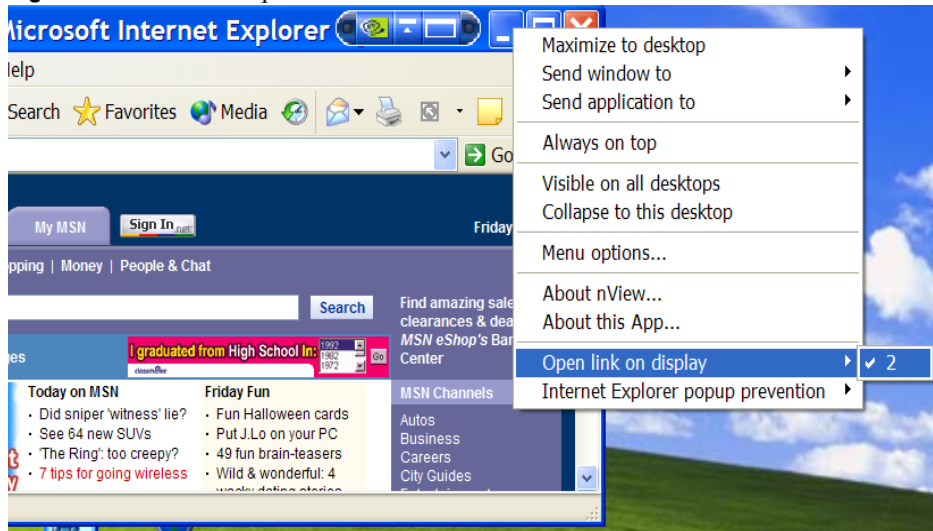 Microsoft Internet Explorer
Help
Search Favorites Media
Go
My MSN Sign In .net Friday
pping | Money | People & Chat
Search
Find amazing sale
clearances & dea
MSN eShop's Bar
Center
I graduated from High School In: 1992 1982 1972 Go
classm
es
Today on MSN
· Did sniper 'witness' lie?
· See 64 new SUVs
· 'The Ring': too creepy?
· 7 tips for going wireless
Friday Fun
· Fun Halloween cards
· Put J.Lo on your PC
· 49 fun brain-teasers
· Wild & wonderful: 4
MSN Channels
Autos
Business
Careers
City Guides
Maximize to desktop
Send window to
Send application to
Always on top
Visible on all desktops
Collapse to this desktop
Menu options...
About nView...
About this App...
Open link on display
2
Internet Explorer popup prevention